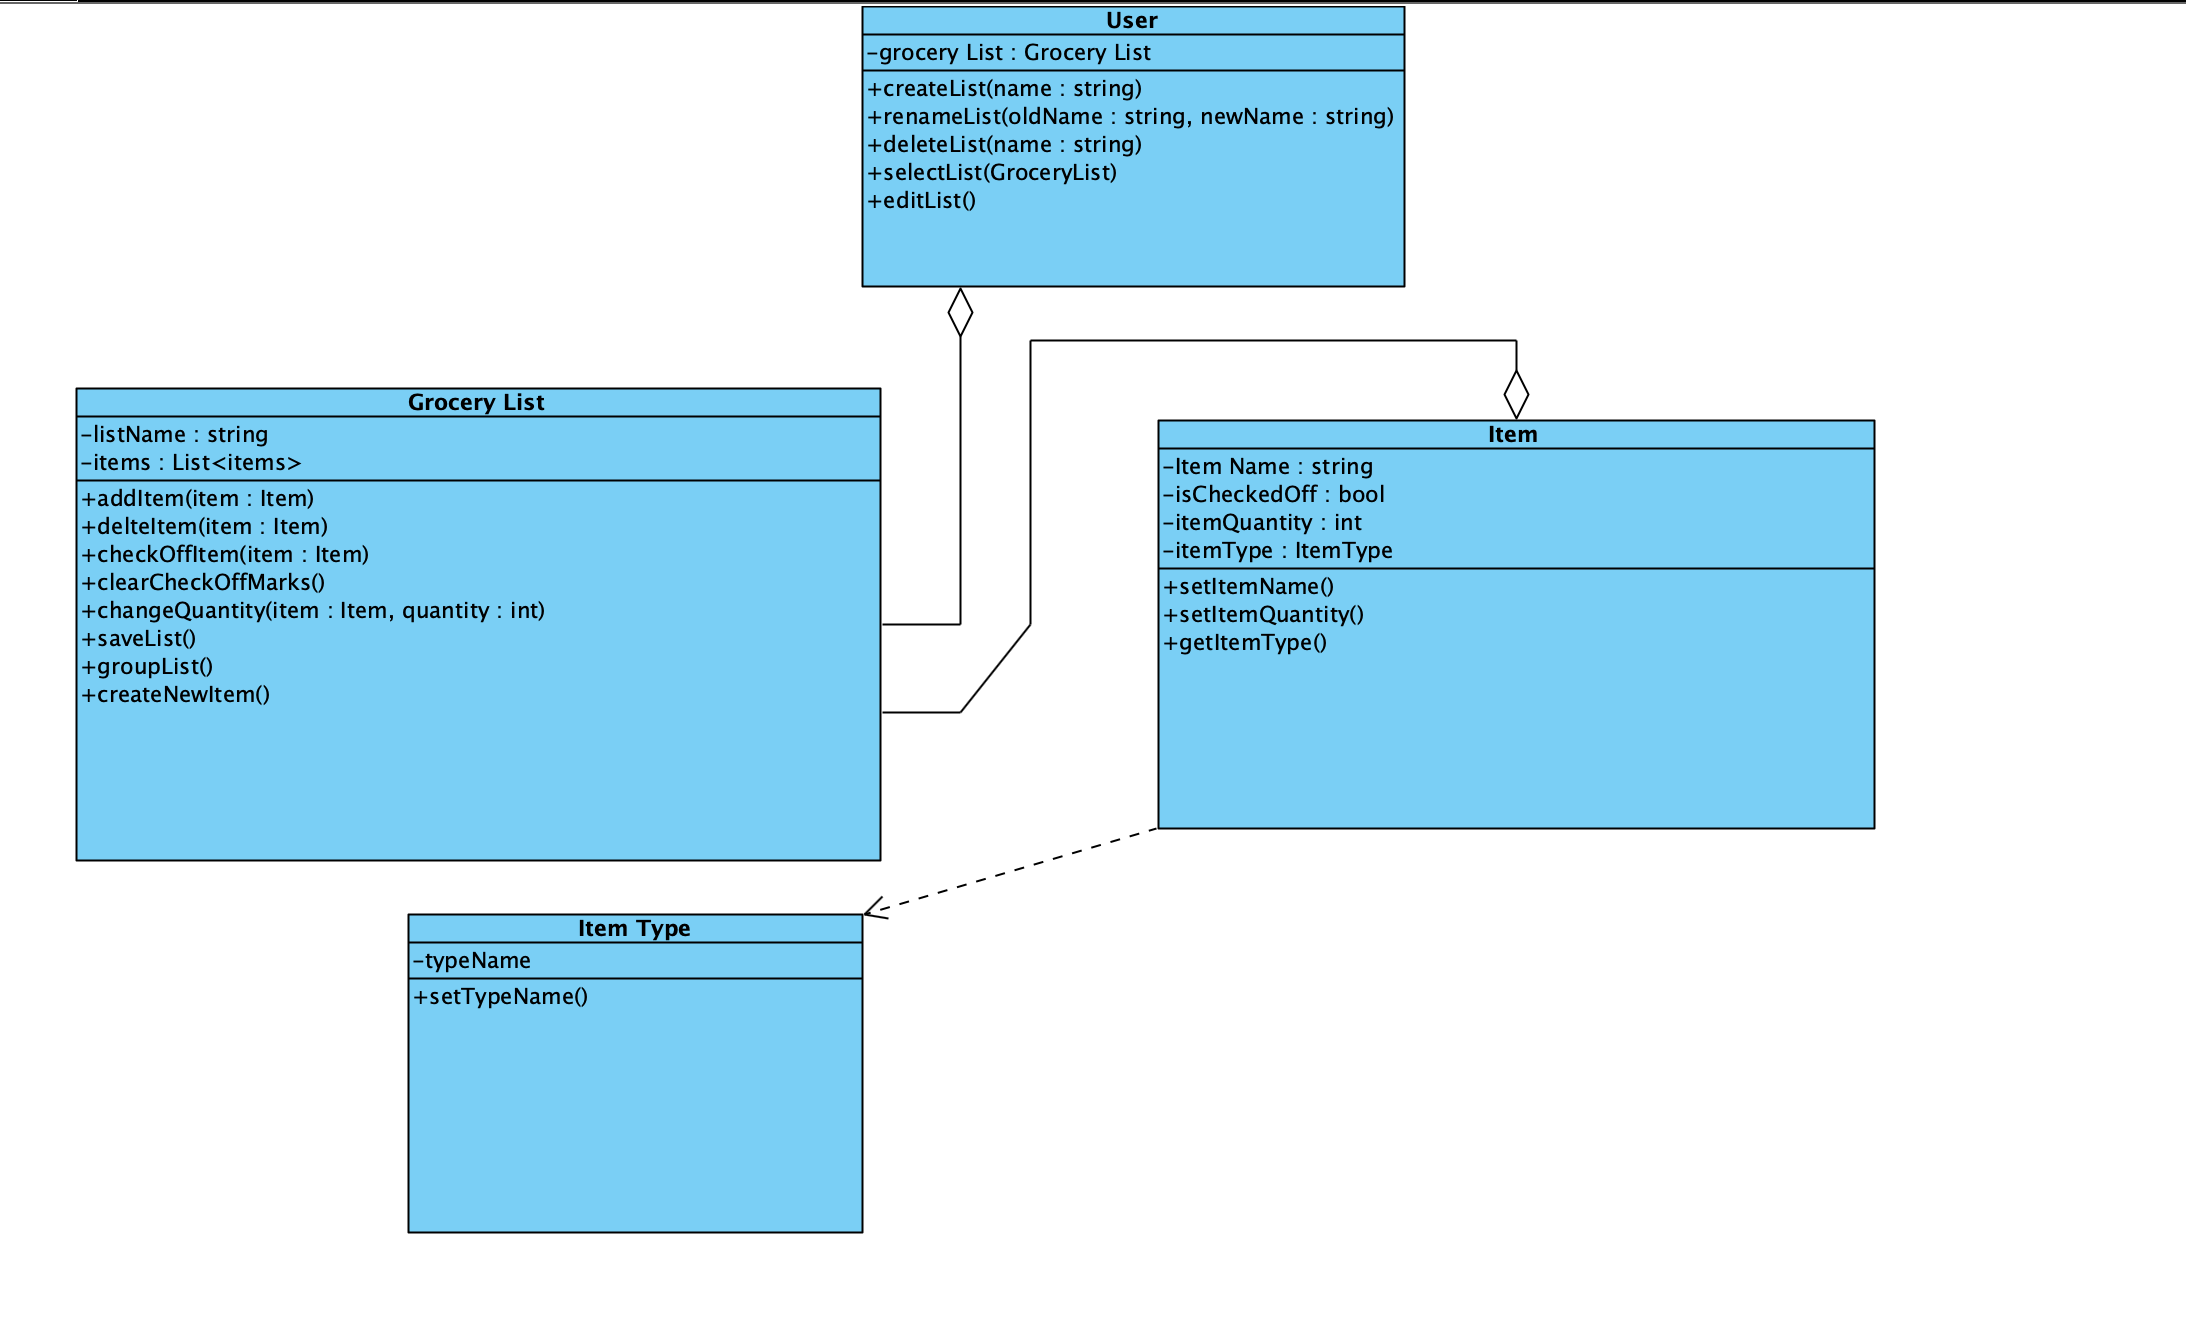 User
-grocery List : Grocery List
+createList(name : string)
+renameList(oldName : string, newName : string)
+deleteList(name : string)
+selectList(GroceryList)
+editList()
Grocery List
-listName : string
-items : List<items>
+addItem(item : Item)
+delteItem(item : Item)
+checkOffItem(item : Item)
+clearCheckOffMarks()
+changeQuantity(item : Item, quantity : int)
+saveList()
+groupList()
+createNewItem()
Item
-Item Name : string
-isCheckedOff : bool
-itemQuantity : int
-itemType : ItemType
+setItemName()
+setItemQuantity()
+getItemType()
Item Type
-typeName
+setTypeName()